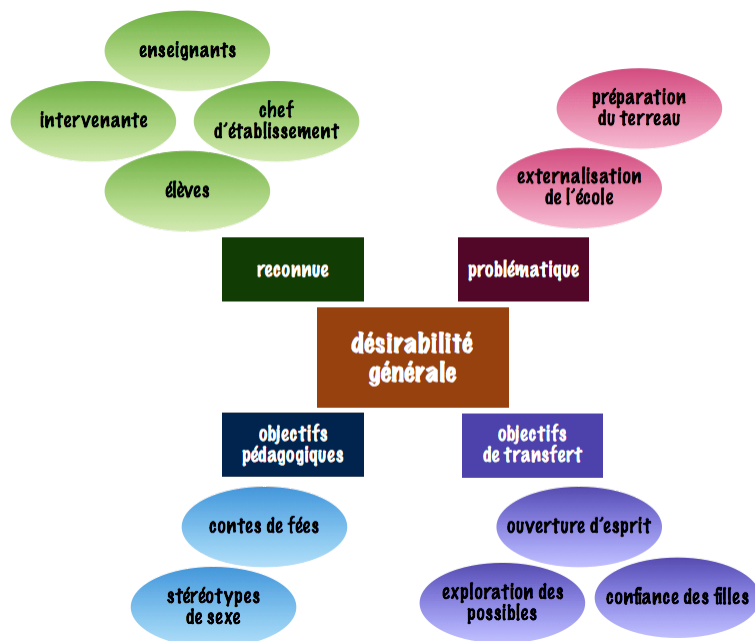 enseignants
intervenante
chef
d'établissement
élèves
préparation
du terreau
externalisation
de l'école
reconnue
problématique
désirabilité
générale
objectifs
pédagogiques
objectifs
de transfert
contes de fées
stéréotypes
de sexe
ouverture d'esprit
exploration des
possibles
confiance des filles